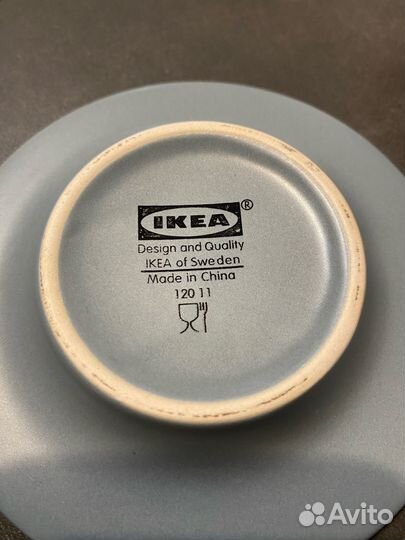 IKEA®
Design and Quality
IKEA of Sweden
Made in China
120 11
Avito